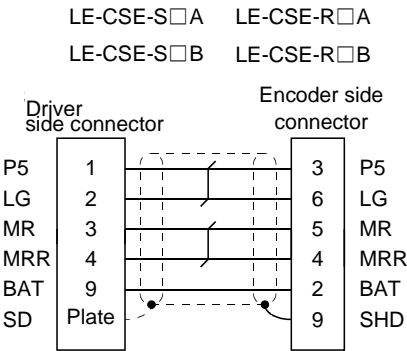 LE-CSE-S□A LE-CSE-R□A
LE-CSE-S□B LE-CSE-R□B
Driver side connector
Encoder side connector
P5 1 3 P5
LG 2 6 LG
MR 3 5 MR
MRR 4 4 MRR
BAT 9 2 BAT
SD Plate 9 SHD